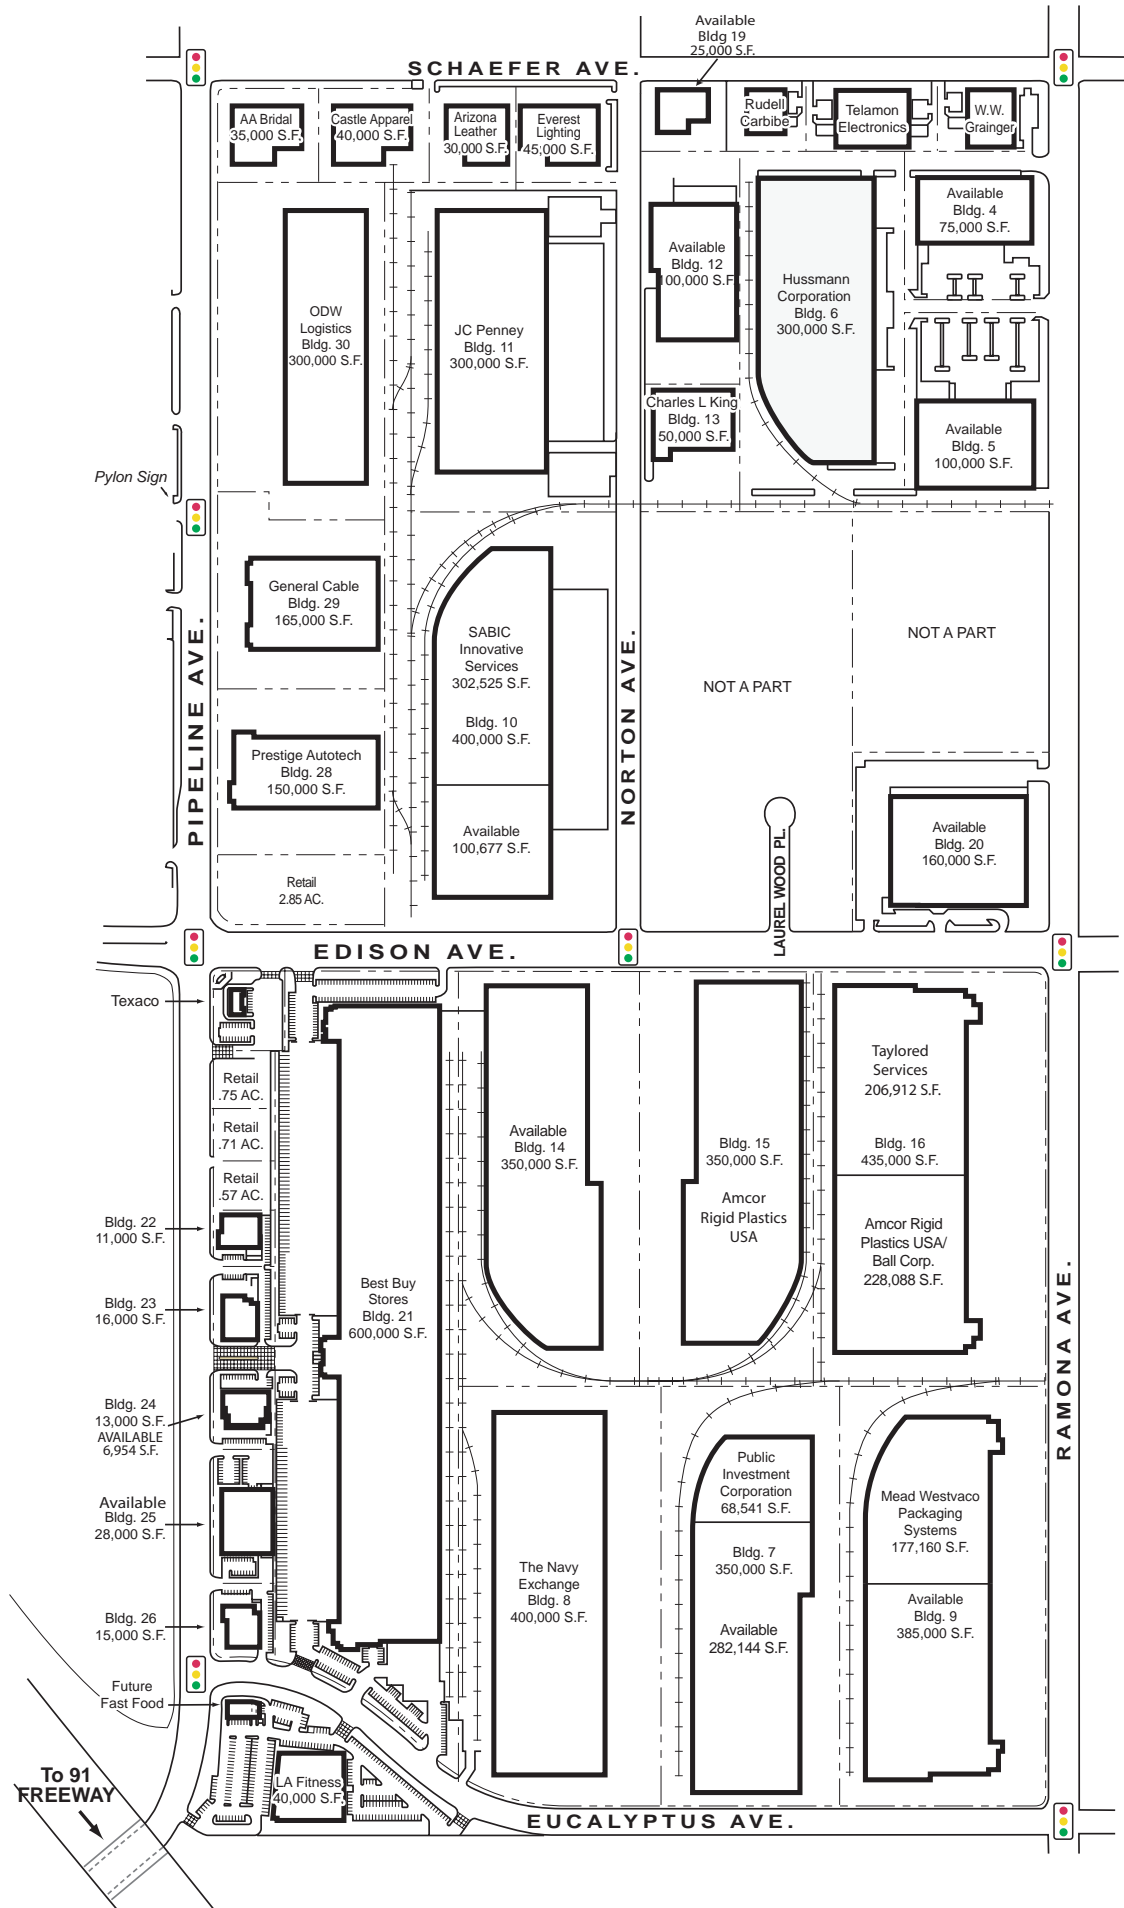 Available
Bldg 19
25,000 S.F.
SCHAEFER AVE.
AA Bridal
35,000 S.F.
Castle Apparel
40,000 S.F.
Arizona
Leather
30,000 S.F.
Everest
Lighting
45,000 S.F.
Rudell
Carbibe
Telamon
Electronics
W.W.
Grainger
ODW
Logistics
Bldg. 30
300,000 S.F.
JC Penney
Bldg. 11
300,000 S.F.
Available
Bldg. 12
100,000 S.F.
Hussmann
Corporation
Bldg. 6
300,000 S.F.
Available
Bldg. 4
75,000 S.F.
Charles L King
Bldg. 13
50,000 S.F.
Available
Bldg. 5
100,000 S.F.
Pylon Sign
General Cable
Bldg. 29
165,000 S.F.
SABIC
Innovative
Services
302,525 S.F.
Bldg. 10
400,000 S.F.
Available
100,677 S.F.
NOT A PART
NOT A PART
PIPELINE AVE.
NORTON AVE.
Prestige Autotech
Bldg. 28
150,000 S.F.
Retail
2.85 AC.
LAUREL WOOD PL.
Available
Bldg. 20
160,000 S.F.
EDISON AVE.
Texaco
Retail
.75 AC.
Retail
.71 AC.
Retail
.57 AC.
Bldg. 22
11,000 S.F.
Bldg. 23
16,000 S.F.
Bldg. 24
13,000 S.F.
AVAILABLE
6,954 S.F.
Available
Bldg. 25
28,000 S.F.
Bldg. 26
15,000 S.F.
Future
Fast Food
Best Buy
Stores
Bldg. 21
600,000 S.F.
Available
Bldg. 14
350,000 S.F.
Bldg. 15
350,000 S.F.
Amcor
Rigid Plastics
USA
Taylored
Services
206,912 S.F.
Bldg. 16
435,000 S.F.
Amcor Rigid
Plastics USA/
Ball Corp.
228,088 S.F.
RAMONA AVE.
The Navy
Exchange
Bldg. 8
400,000 S.F.
Public
Investment
Corporation
68,541 S.F.
Bldg. 7
350,000 S.F.
Available
282,144 S.F.
Mead Westvaco
Packaging
Systems
177,160 S.F.
Available
Bldg. 9
385,000 S.F.
To 91
FREEWAY
LA Fitness
40,000 S.F.
EUCALYPTUS AVE.